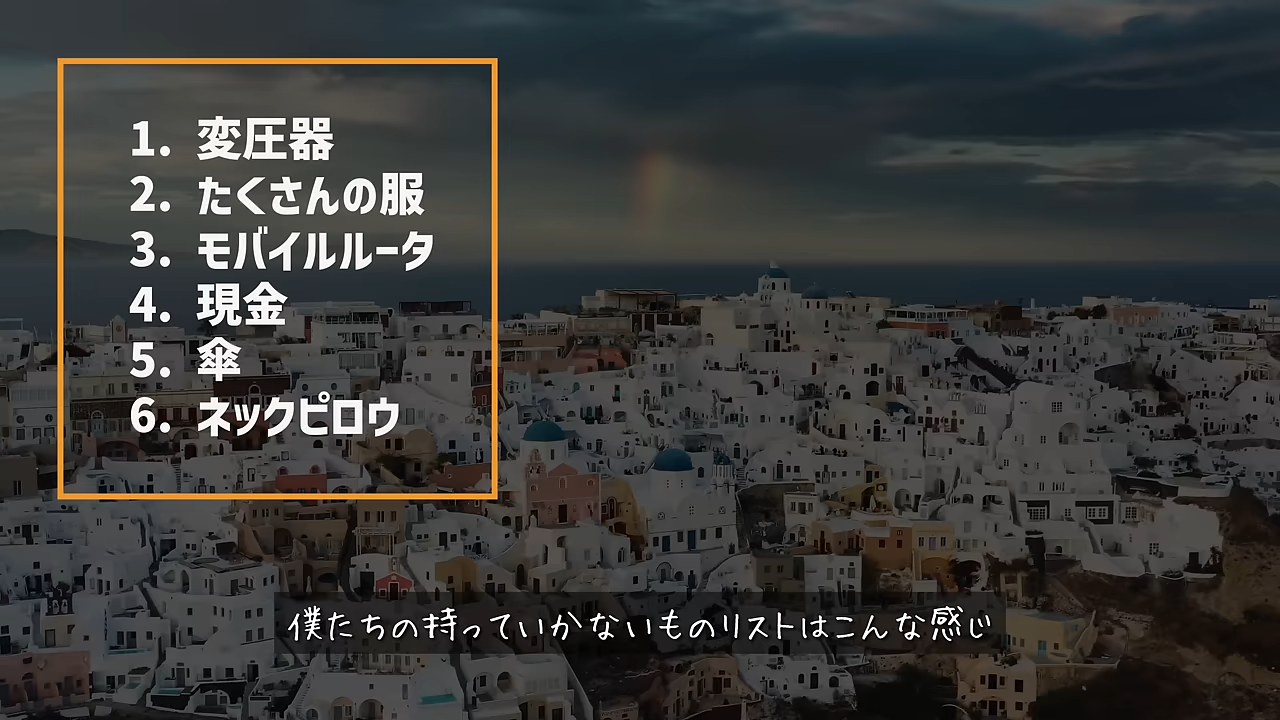 1. 変圧器
2. たくさんの服
3. モバイルルータ
4. 現金
5. 傘
6. ネックピロウ
僕たちの持っていかないものリストはこんな感じ